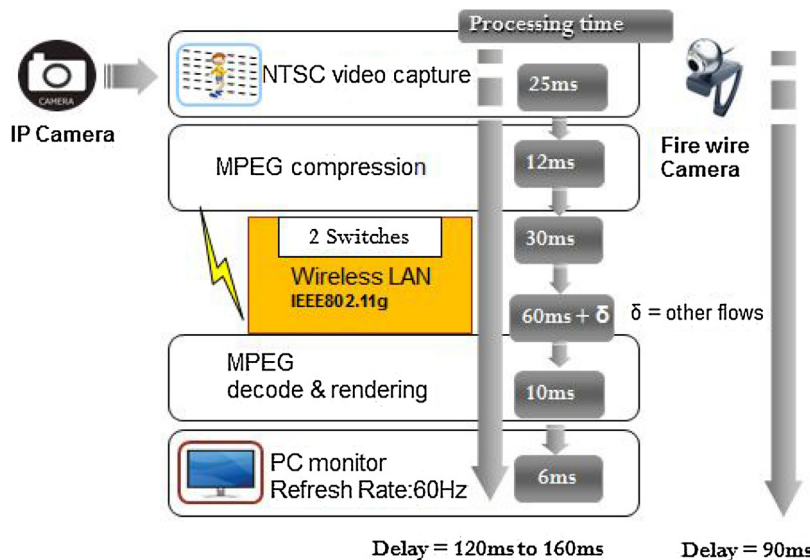 Processing time
CAMERA
IP Camera
NTSC video capture
25ms
Fire wire
Camera
MPEG compression
12ms
2 Switches
30ms
Wireless LAN
IEEE802.11g
60ms + δ
δ = other flows
MPEG
decode & rendering
10ms
PC monitor
Refresh Rate:60Hz
6ms
Delay = 120ms to 160ms
Delay = 90ms